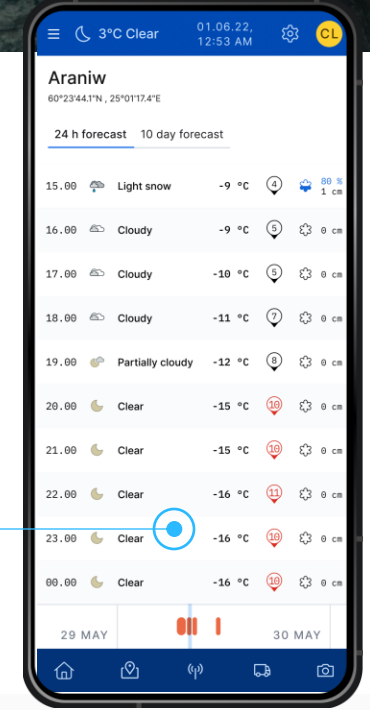 3°C Clear
01.06.22,
12:53 AM
CL
Araniw
60°23'44.1"N , 25°01'17.4"E
24 h forecast 10 day forecast
15.00 Light snow -9 °C 4 80 %
1 cm
16.00 Cloudy -9 °C 5 0 cm
17.00 Cloudy -10 °C 5 0 cm
18.00 Cloudy -11 °C 7 0 cm
19.00 Partially cloudy -12 °C 8 0 cm
20.00 Clear -15 °C 10 0 cm
21.00 Clear -15 °C 10 0 cm
22.00 Clear -16 °C 11 0 cm
23.00 Clear -16 °C 10 0 cm
00.00 Clear -16 °C 10 0 cm
29 MAY 30 MAY